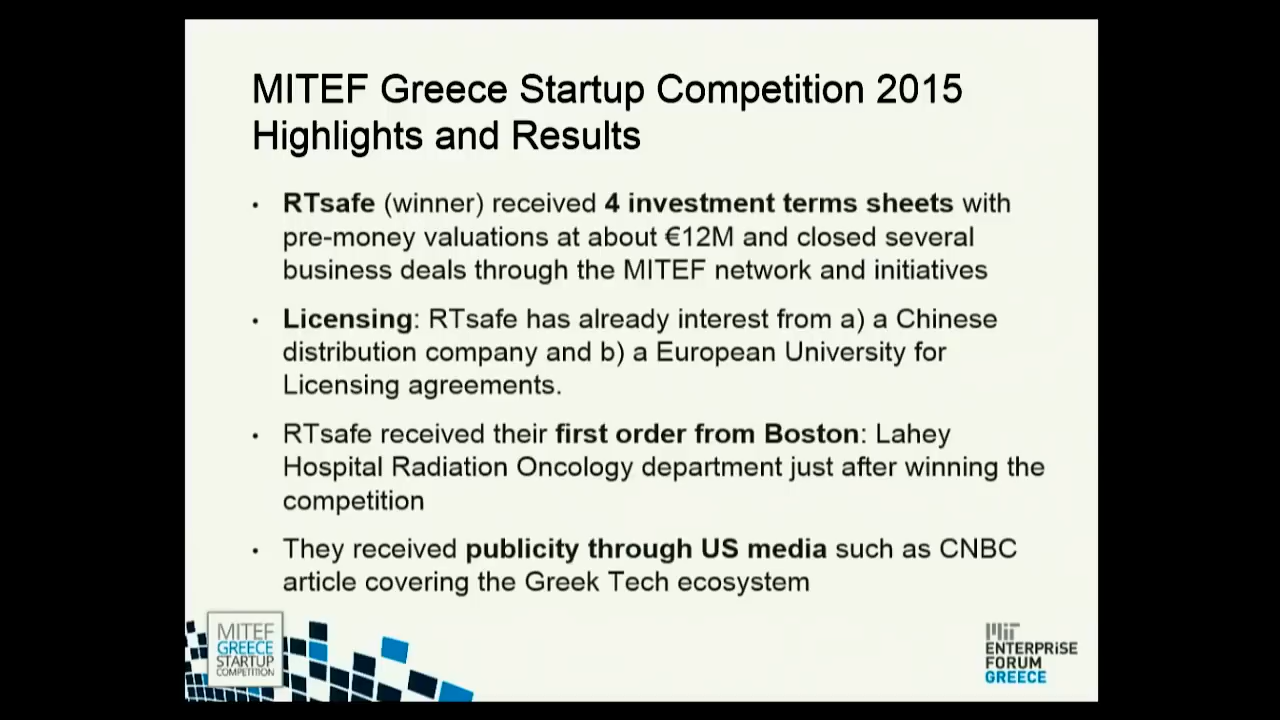 MITEF Greece Startup Competition 2015
Highlights and Results
• RTsafe (winner) received 4 investment terms sheets with
pre-money valuations at about €12M and closed several
business deals through the MITEF network and initiatives
• Licensing: RTsafe has already interest from a) a Chinese
distribution company and b) a European University for
Licensing agreements.
• RTsafe received their first order from Boston: Lahey
Hospital Radiation Oncology department just after winning the
competition
• They received publicity through US media such as CNBC
article covering the Greek Tech ecosystem
MITEF
GREECE
STARTUP
COMPETITION
MIT
ENTERPRISE
FORUM
GREECE